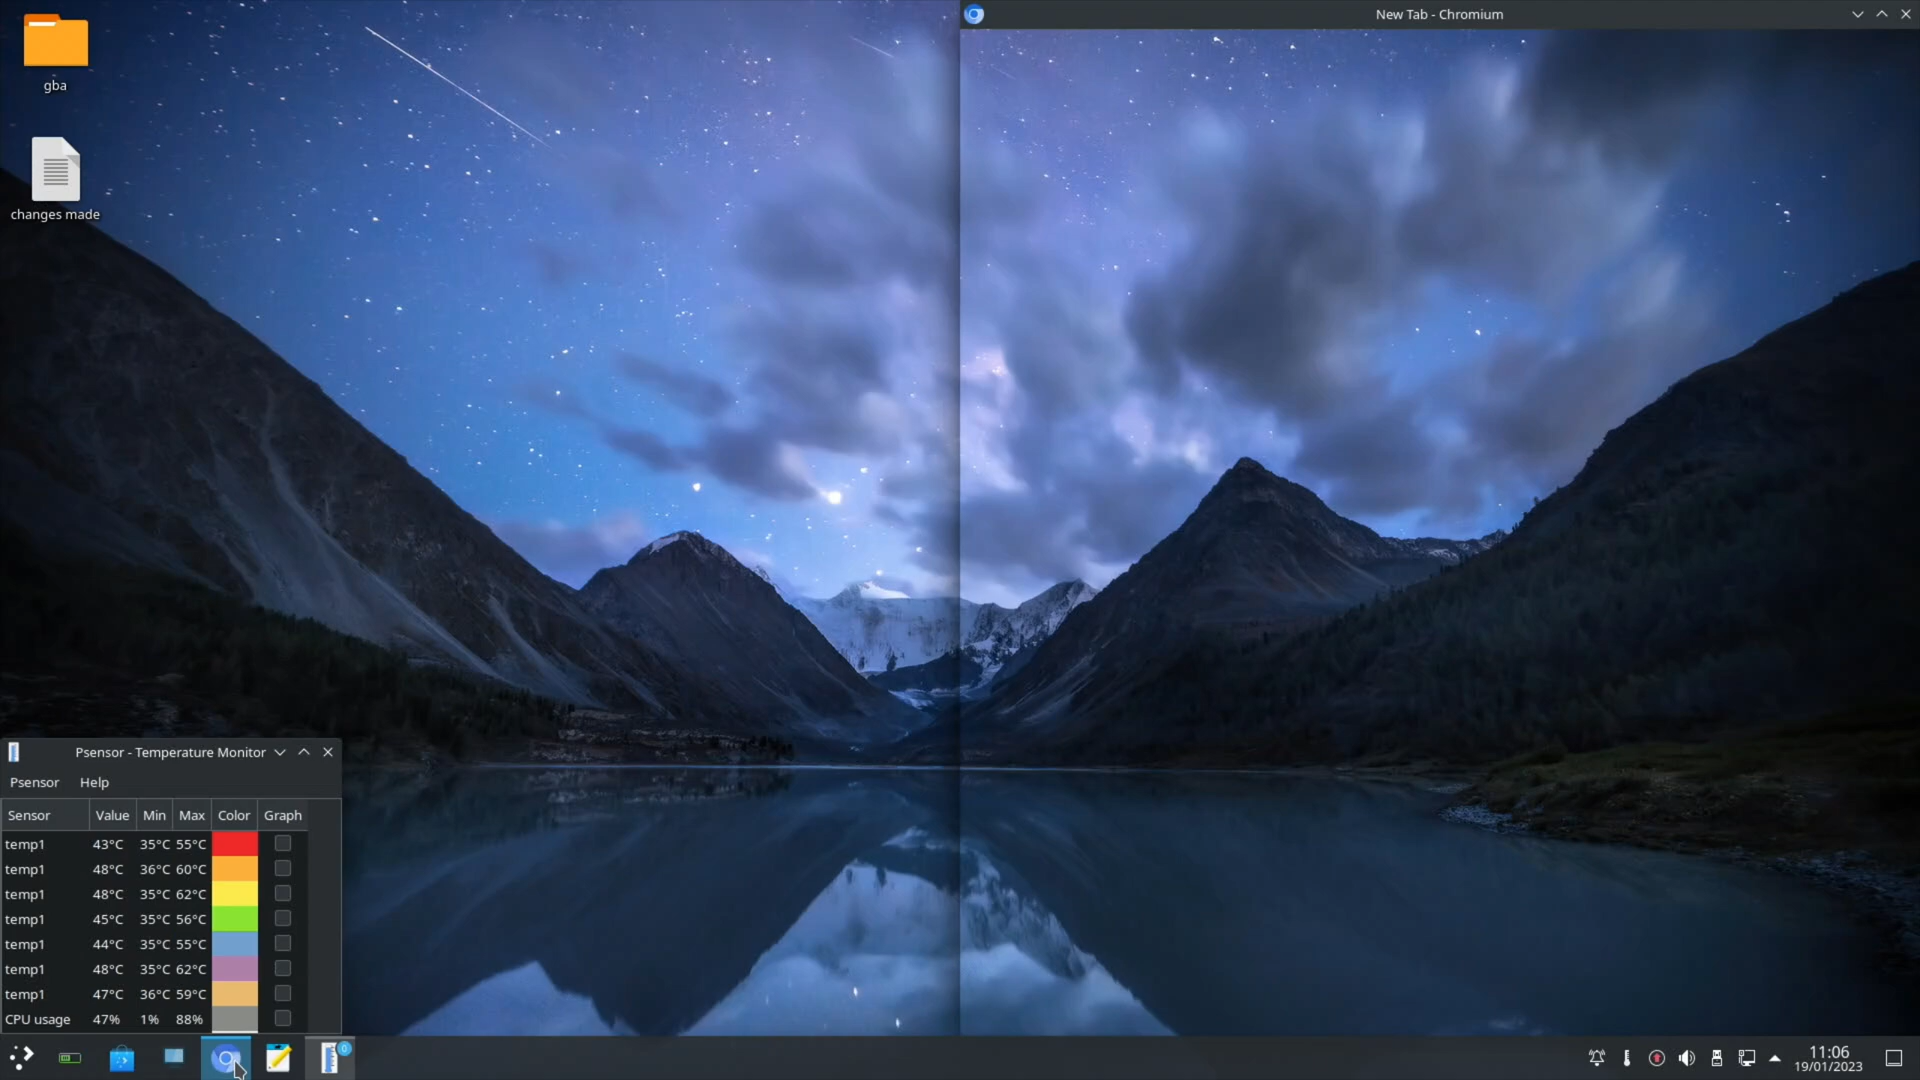 New Tab - Chromium
gba
changes made
Psensor - Temperature Monitor
Psensor Help
Sensor Value Min Max Color Graph
temp1 43°C 35°C 55°C
temp1 48°C 36°C 60°C
temp1 48°C 35°C 62°C
temp1 45°C 35°C 56°C
temp1 44°C 35°C 55°C
temp1 48°C 35°C 62°C
temp1 47°C 36°C 59°C
CPU usage 47% 1% 88%
0
11:06
19/01/2023